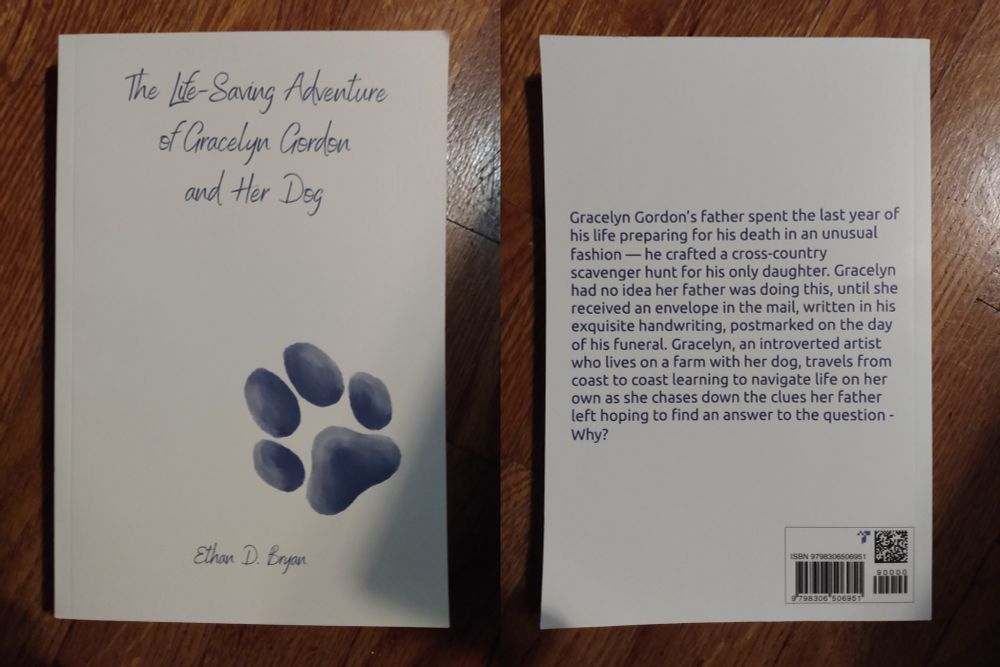 The Life-Saving Adventure
of Gracelyn Gordon
and Her Dog
Ethan D. Bryan
Gracelyn Gordon's father spent the last year of
his life preparing for his death in an unusual
fashion — he crafted a cross-country
scavenger hunt for his only daughter. Gracelyn
had no idea her father was doing this, until she
received an envelope in the mail, written in his
exquisite handwriting, postmarked on the day
of his funeral. Gracelyn, an introverted artist
who lives on a farm with her dog, travels from
coast to coast learning to navigate life on her
own as she chases down the clues her father
left hoping to find an answer to the question -
Why?
ISBN 9798306506951
90000
9 798306 506951